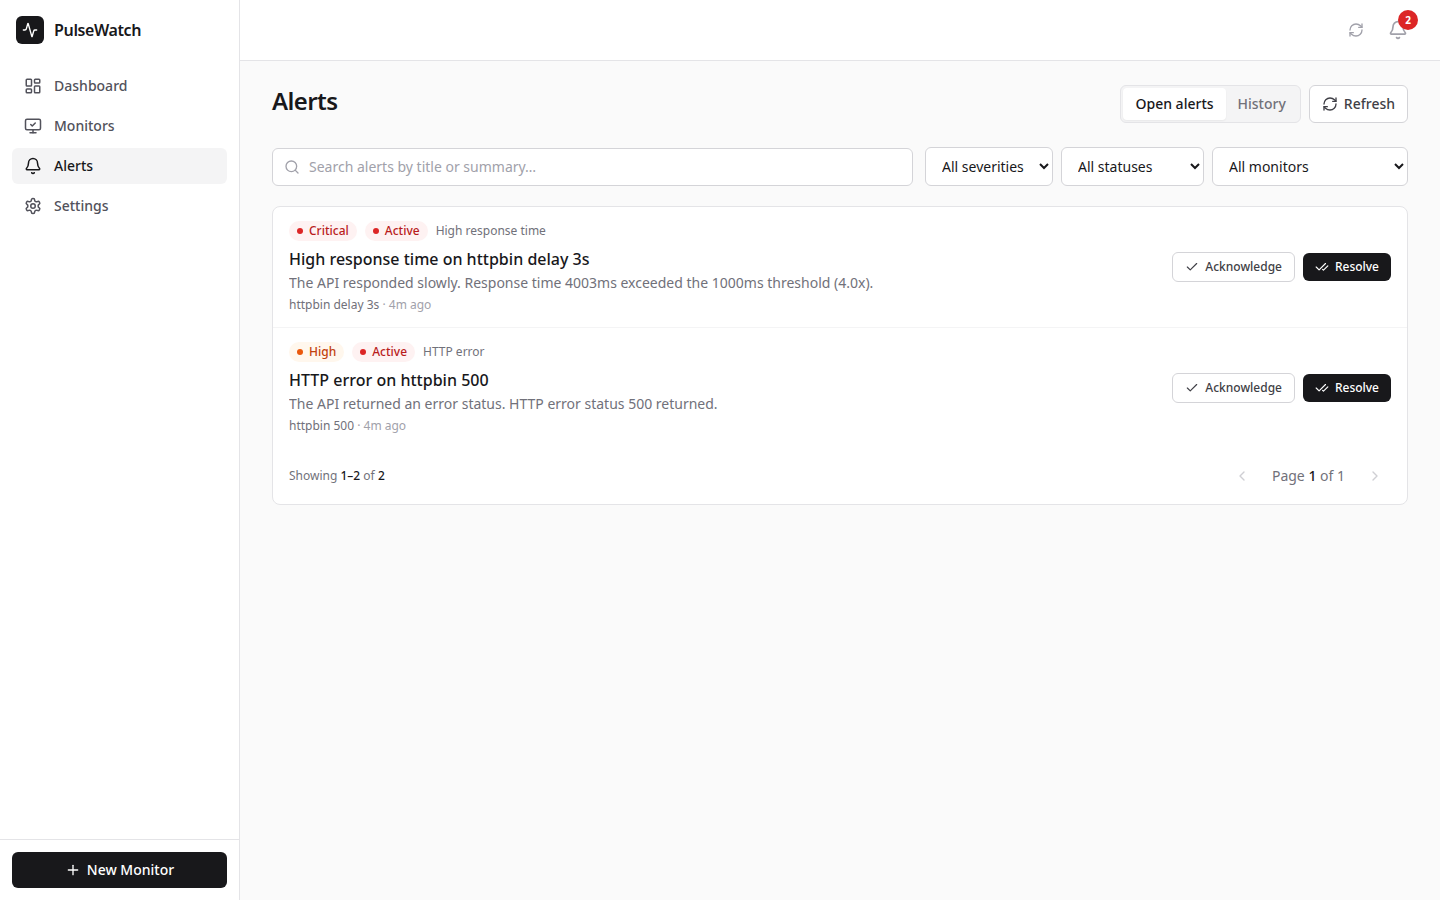 PulseWatch
2
Dashboard
Monitors
Alerts
Settings
New Monitor
Alerts
Open alerts
History
Refresh
Search alerts by title or summary...
All severities
All statuses
All monitors
Critical Active High response time
High response time on httpbin delay 3s
The API responded slowly. Response time 4003ms exceeded the 1000ms threshold (4.0x).
httpbin delay 3s · 4m ago
Acknowledge
Resolve
High Active HTTP error
HTTP error on httpbin 500
The API returned an error status. HTTP error status 500 returned.
httpbin 500 · 4m ago
Acknowledge
Resolve
Showing 1–2 of 2
Page 1 of 1